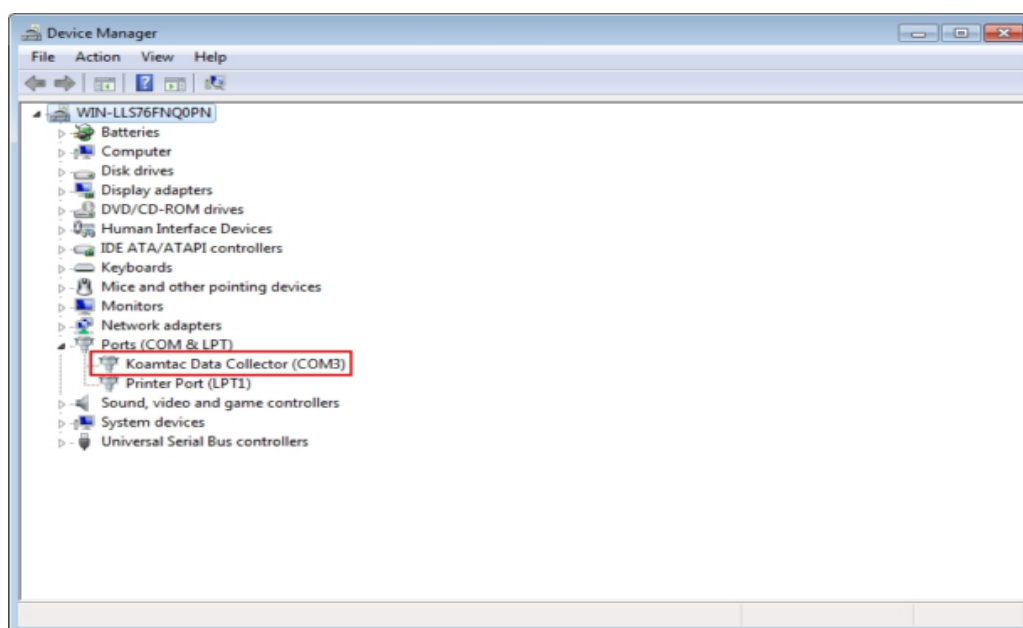 Device Manager
File Action View Help
WIN-LLS76FNQ0PN
Batteries
Computer
Disk drives
Display adapters
DVD/CD-ROM drives
Human Interface Devices
IDE ATA/ATAPI controllers
Keyboards
Mice and other pointing devices
Monitors
Network adapters
Ports (COM & LPT)
Koamtac Data Collector (COM3)
Printer Port (LPT1)
Sound, video and game controllers
System devices
Universal Serial Bus controllers